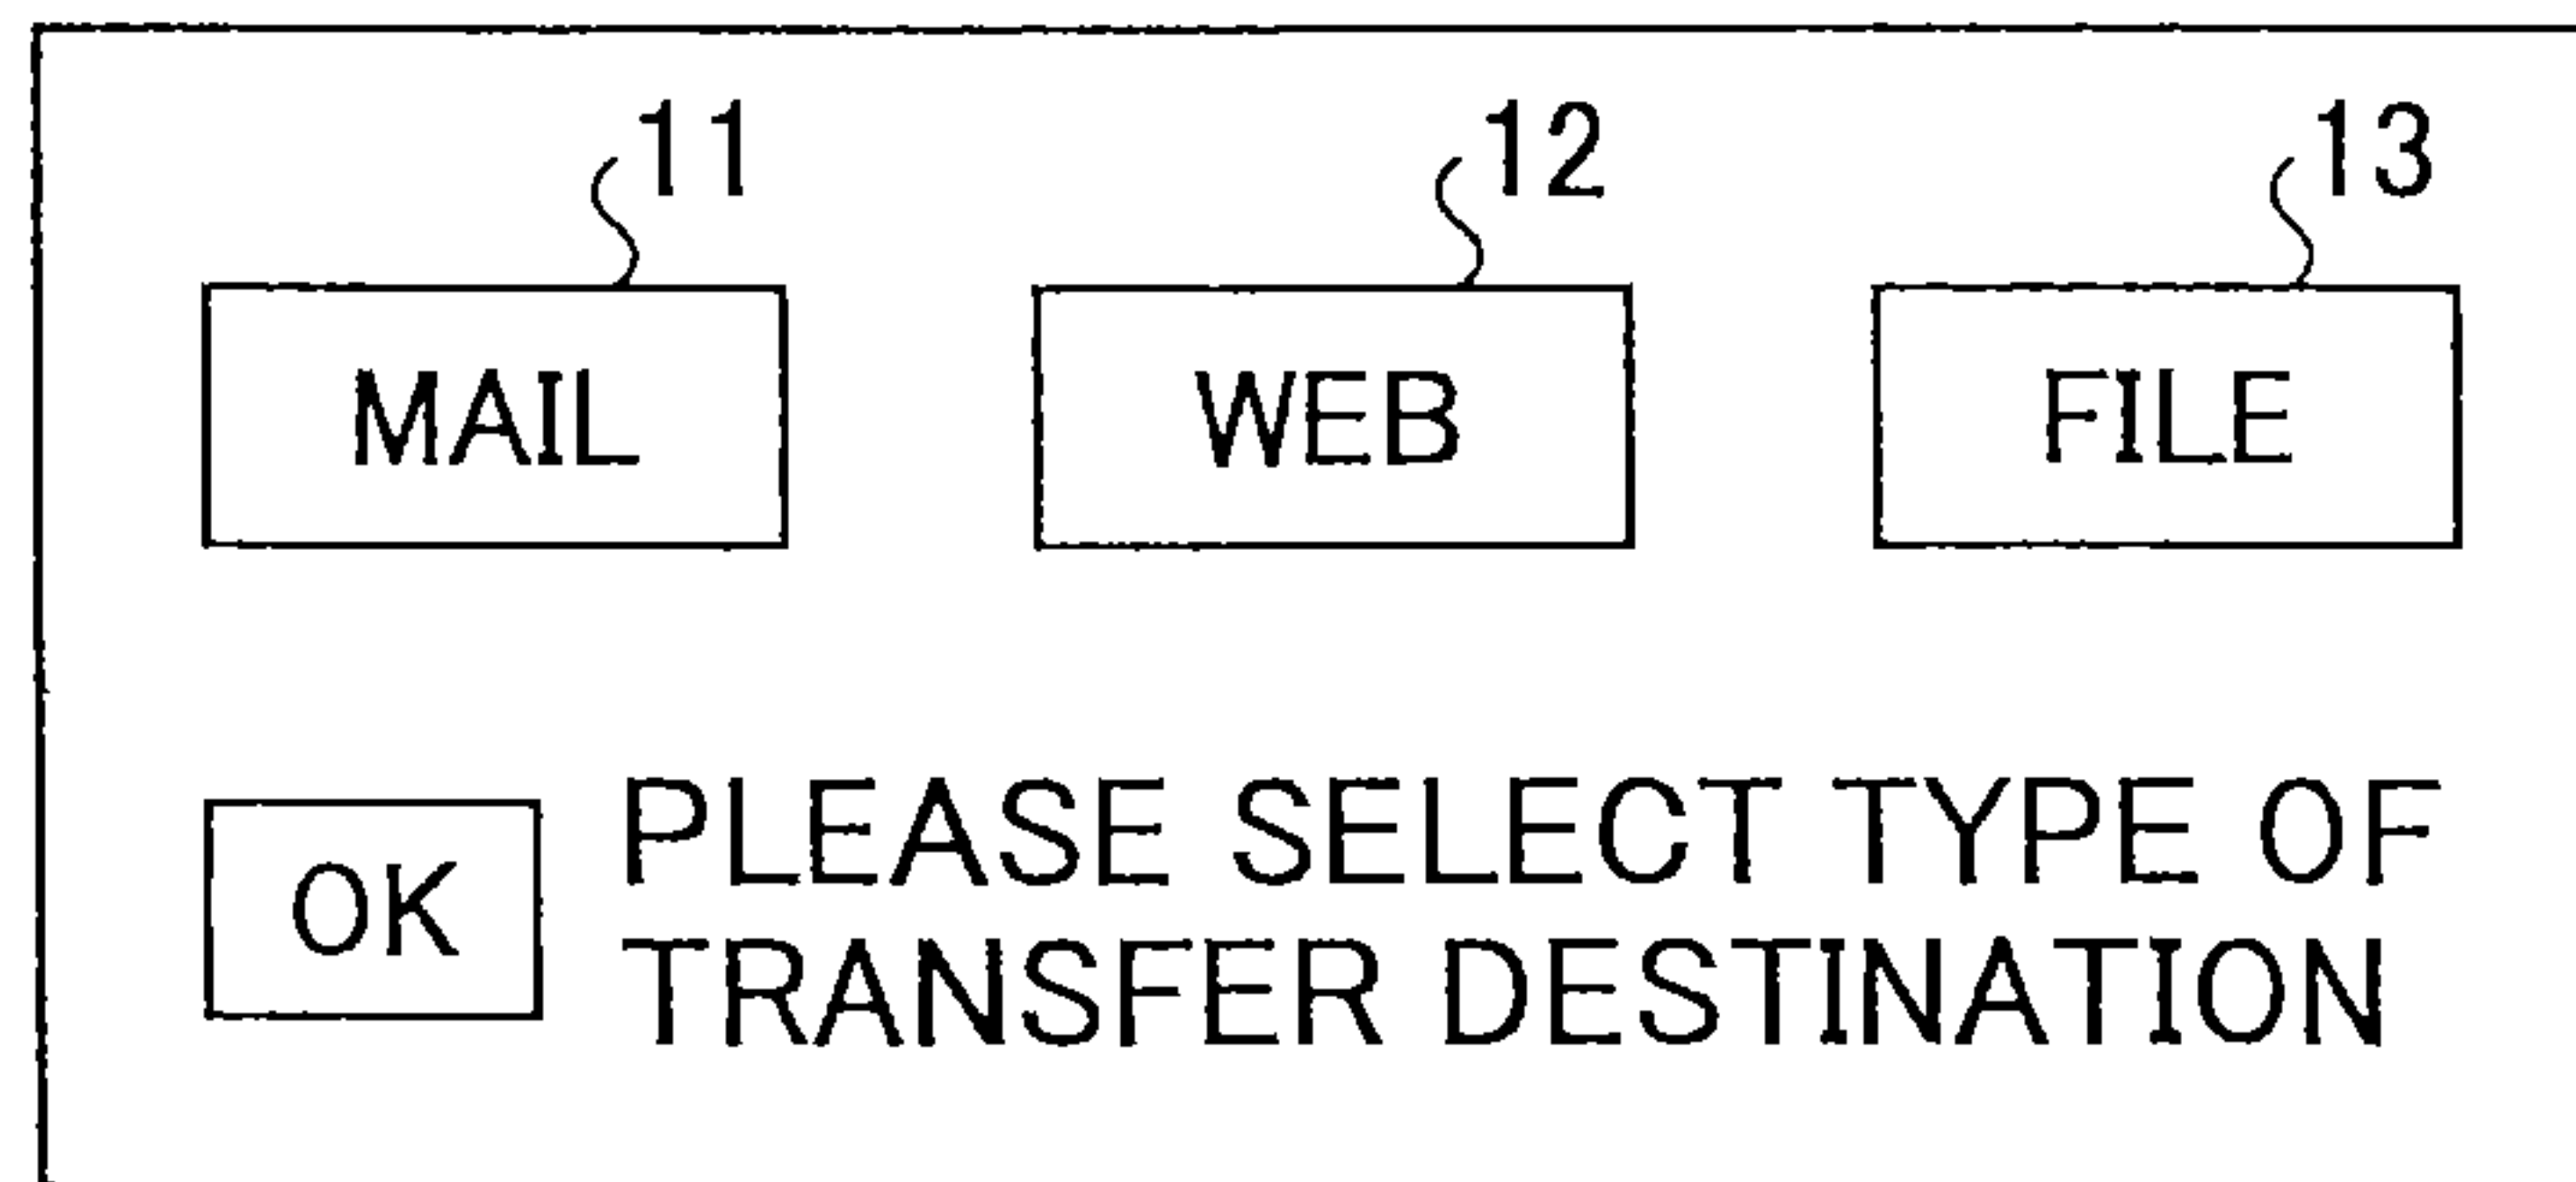 11 12 13
MAIL WEB FILE
OK PLEASE SELECT TYPE OF
TRANSFER DESTINATION